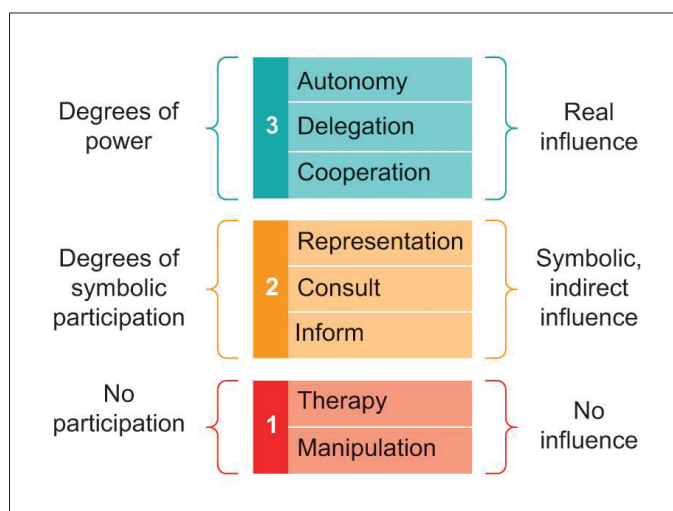 Degrees of
power
3
Autonomy
Delegation
Cooperation
Real
influence
Degrees of
symbolic
participation
2
Representation
Consult
Inform
Symbolic,
indirect
influence
No
participation
1
Therapy
Manipulation
No
influence